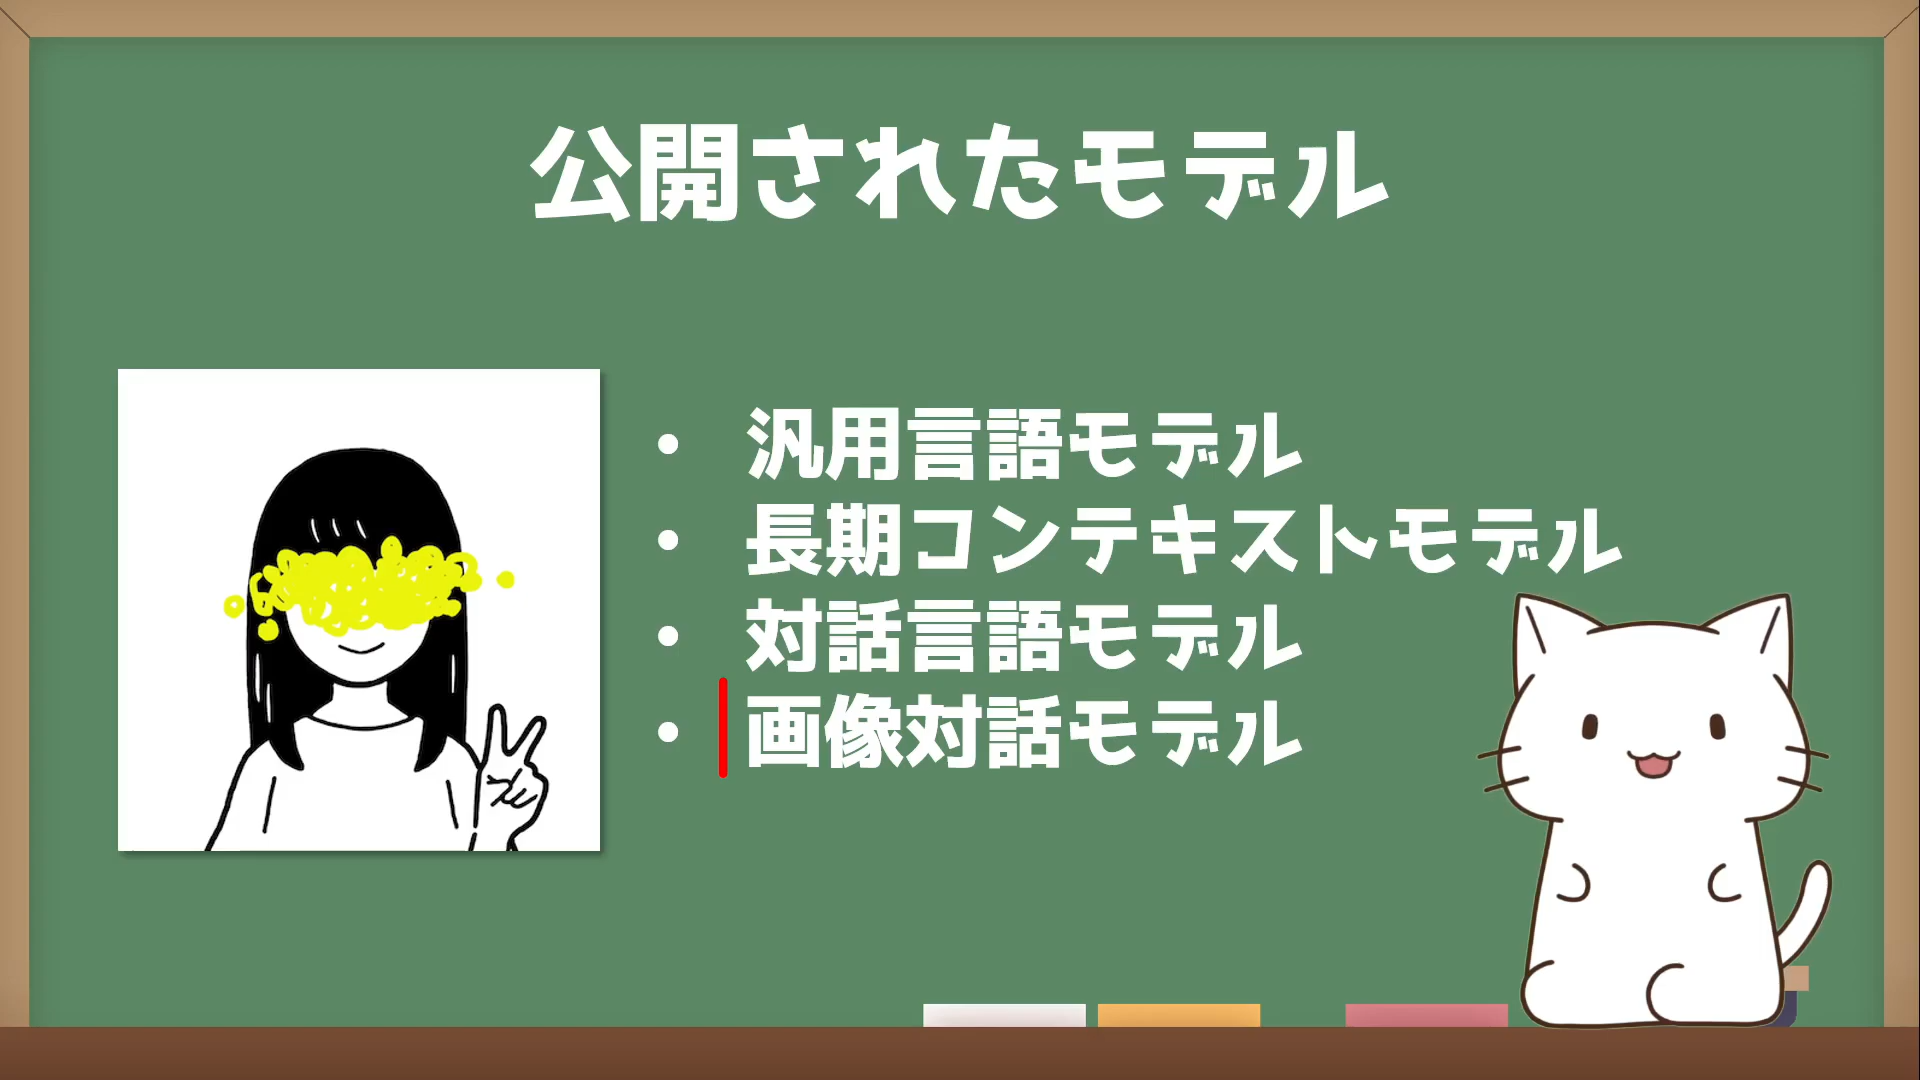 公開されたモデル
• 汎用言語モデル
• 長期コンテキストモデル
• 対話言語モデル
• 画像対話モデル